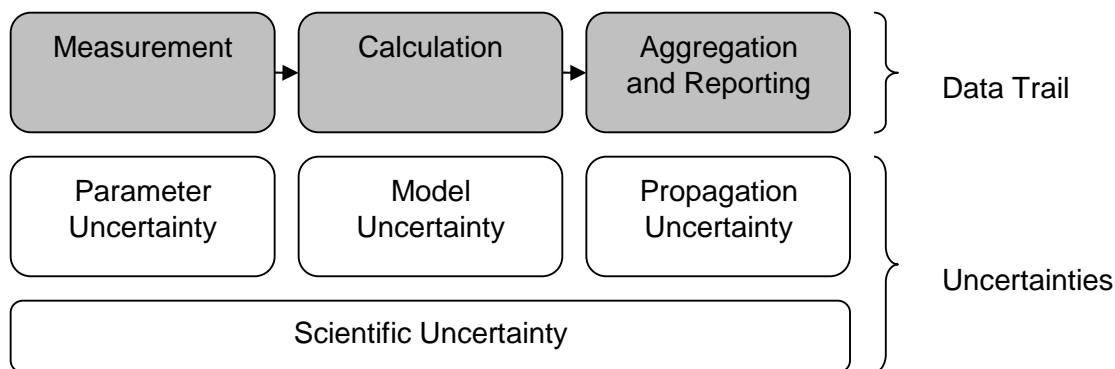 Measurement
Calculation
Aggregation
and Reporting
Data Trail
Parameter
Uncertainty
Model
Uncertainty
Propagation
Uncertainty
Uncertainties
Scientific Uncertainty